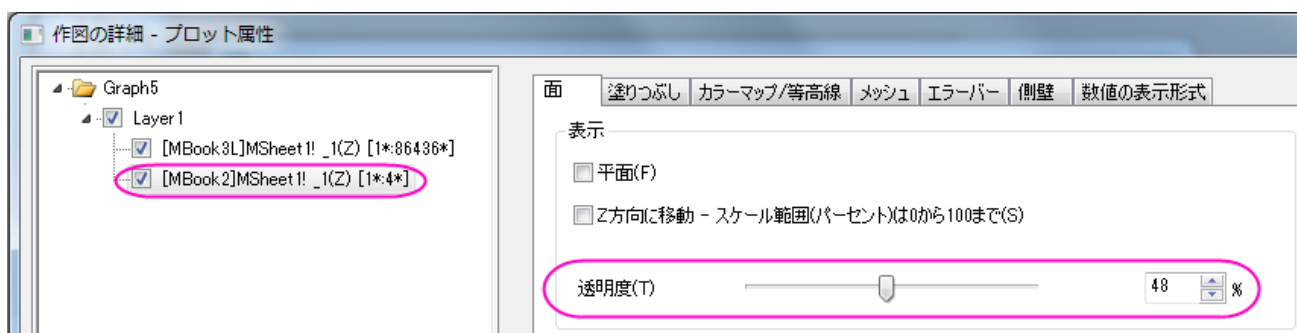 作図の詳細 - プロット属性
Graph5
Layer1
[MBook3L]MSheet1! _1(Z) [1*:86436*]
[MBook2]MSheet1! _1(Z) [1*:4*]
面 塗りつぶし カラーマップ/等高線 メッシュ エラーバー 側壁 数値の表示形式
表示
平面(F)
Z方向に移動 - スケール範囲(パーセント)は0から100まで(S)
透明度(T) 48 %